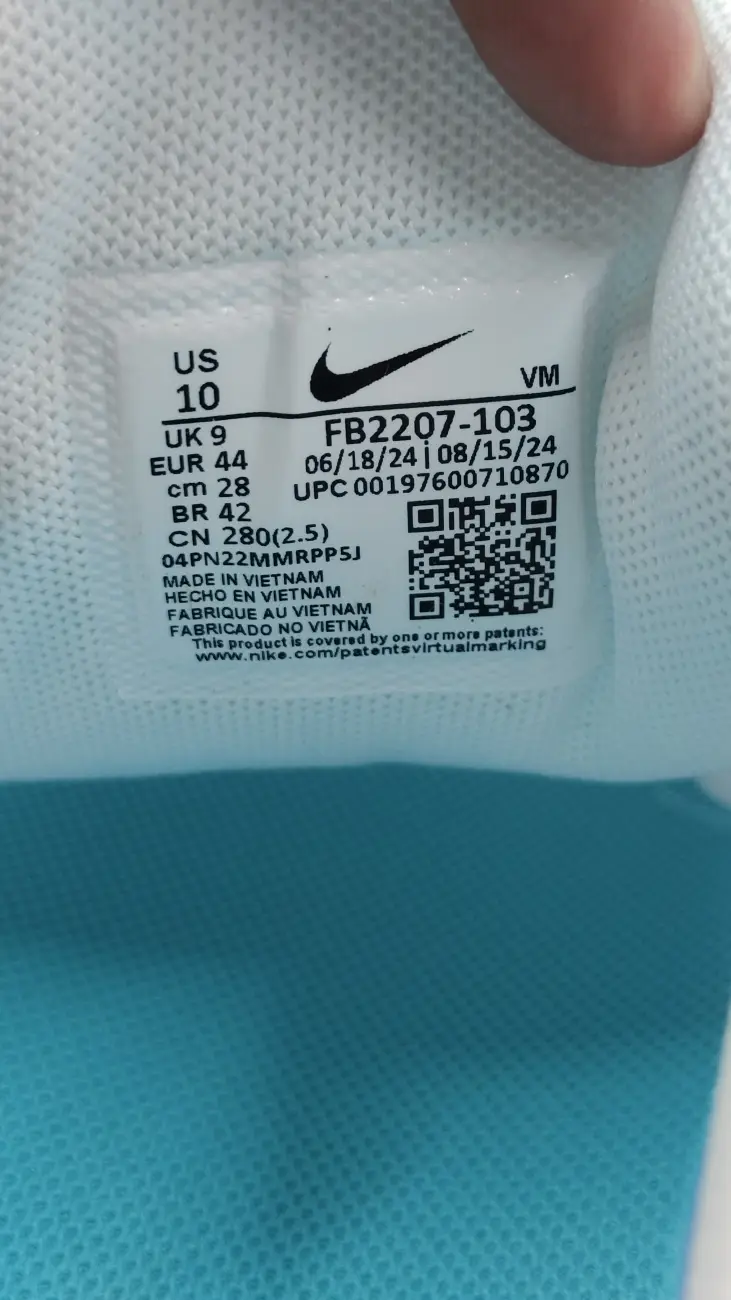 US
10
VM
UK 9
EUR 44
cm 28
BR 42
CN 280(2.5)
04PN22MMRPP5J
FB2207-103
06/18/24 | 08/15/24
UPC 00197600710870
MADE IN VIETNAM
HECHO EN VIETNAM
FABRIQUE AU VIETNAM
FABRICADO NO VIETNÃ
This product is covered by one or more patents:
www.nike.com/patentsvirtualmarking